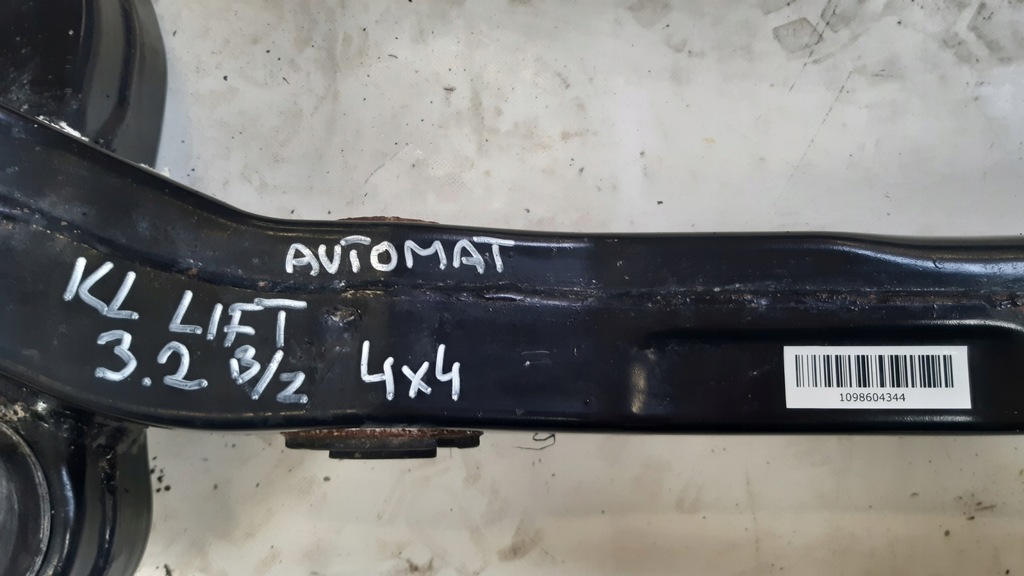 AUTOMAT
KL LIFT
3.2 B/Z 4x4
1098604344